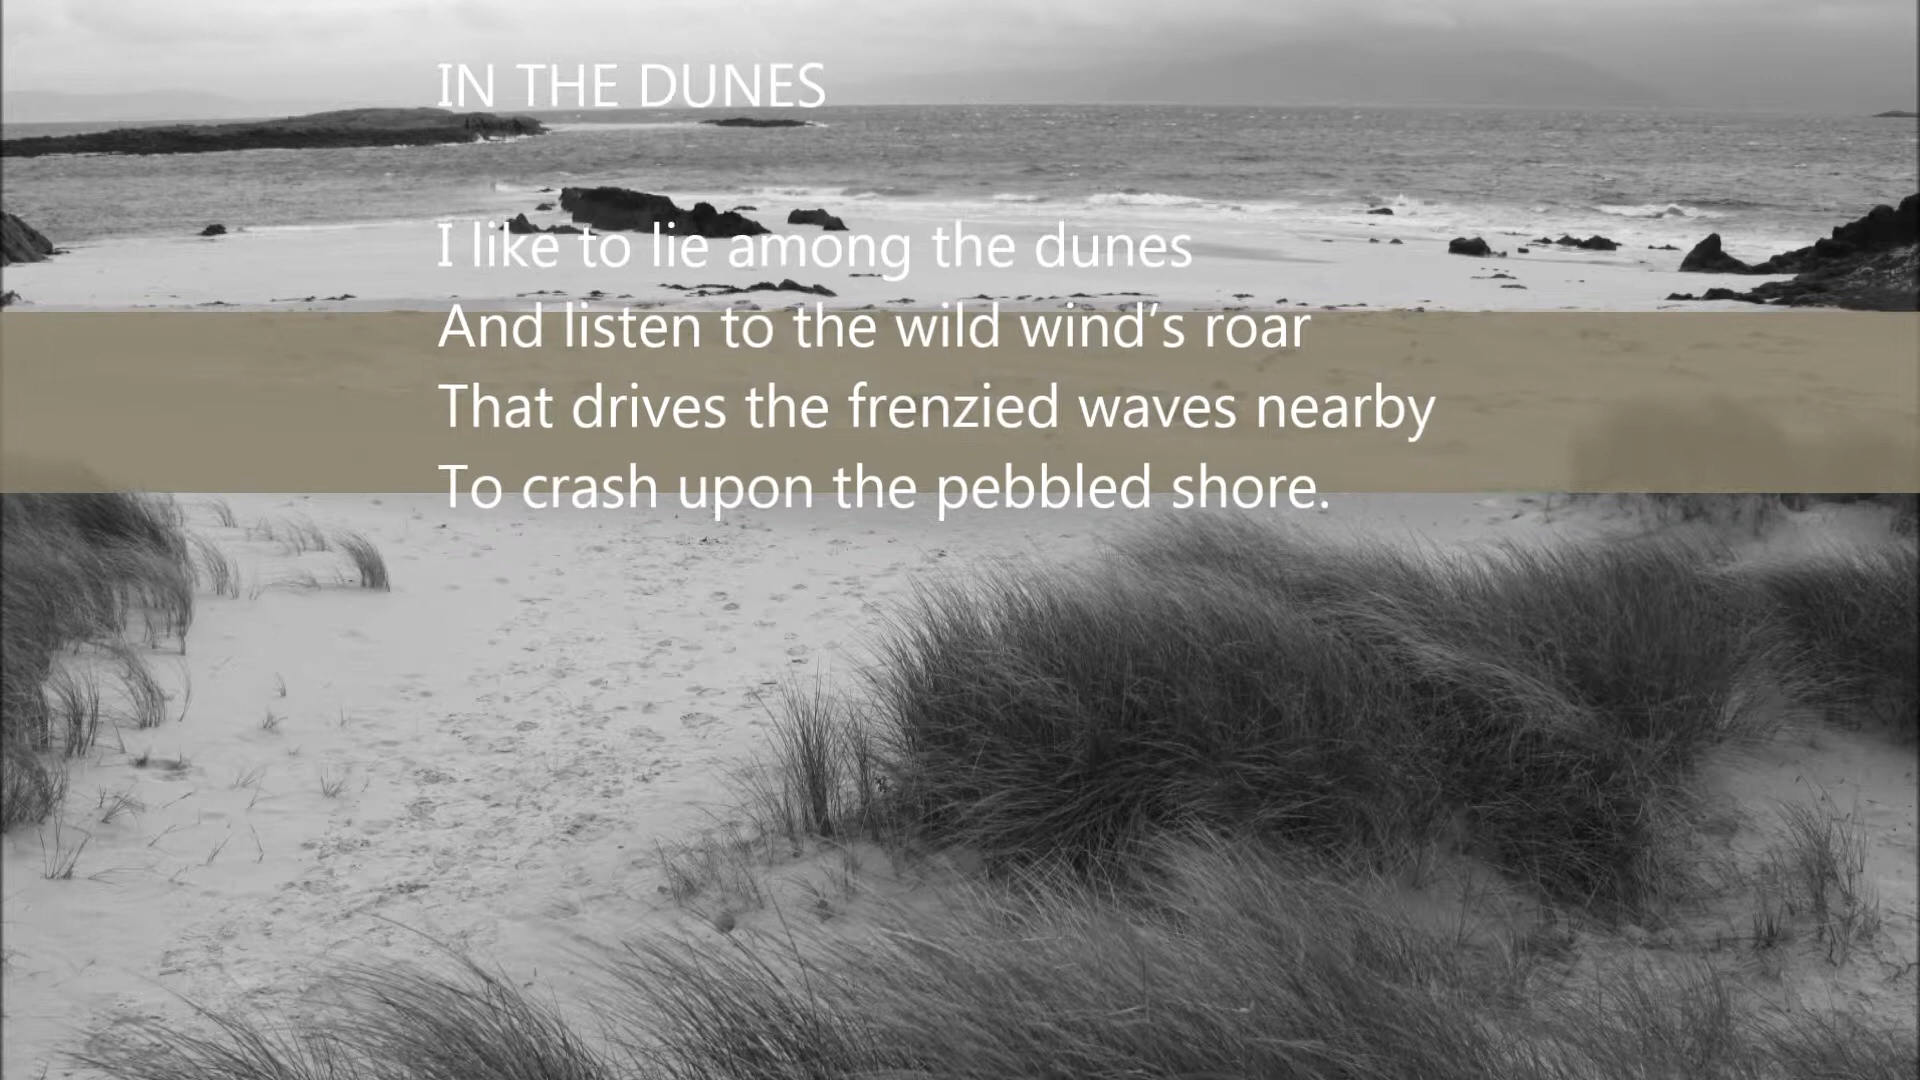 IN THE DUNES
I like to lie among the dunes
And listen to the wild wind’s roar
That drives the frenzied waves nearby
To crash upon the pebbled shore.